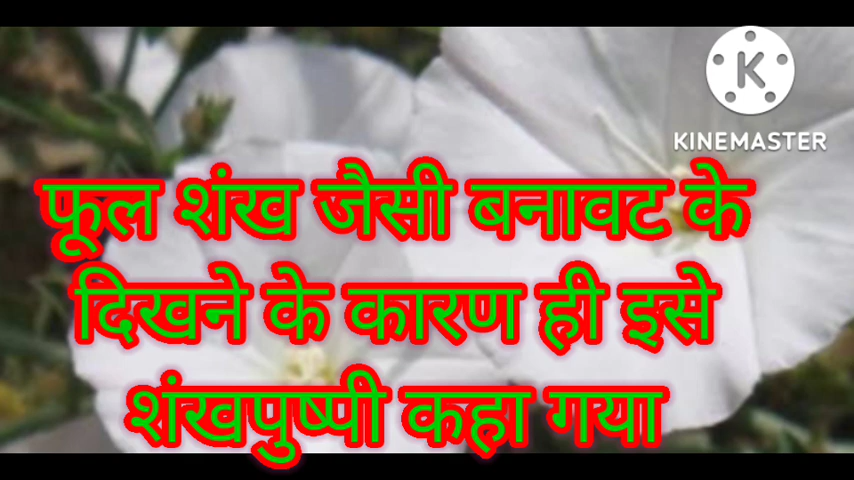 KINEMASTER
फूल शंख जैसी बनावट के
दिखने के कारण ही इसे
शंखपुष्पी कहा गया